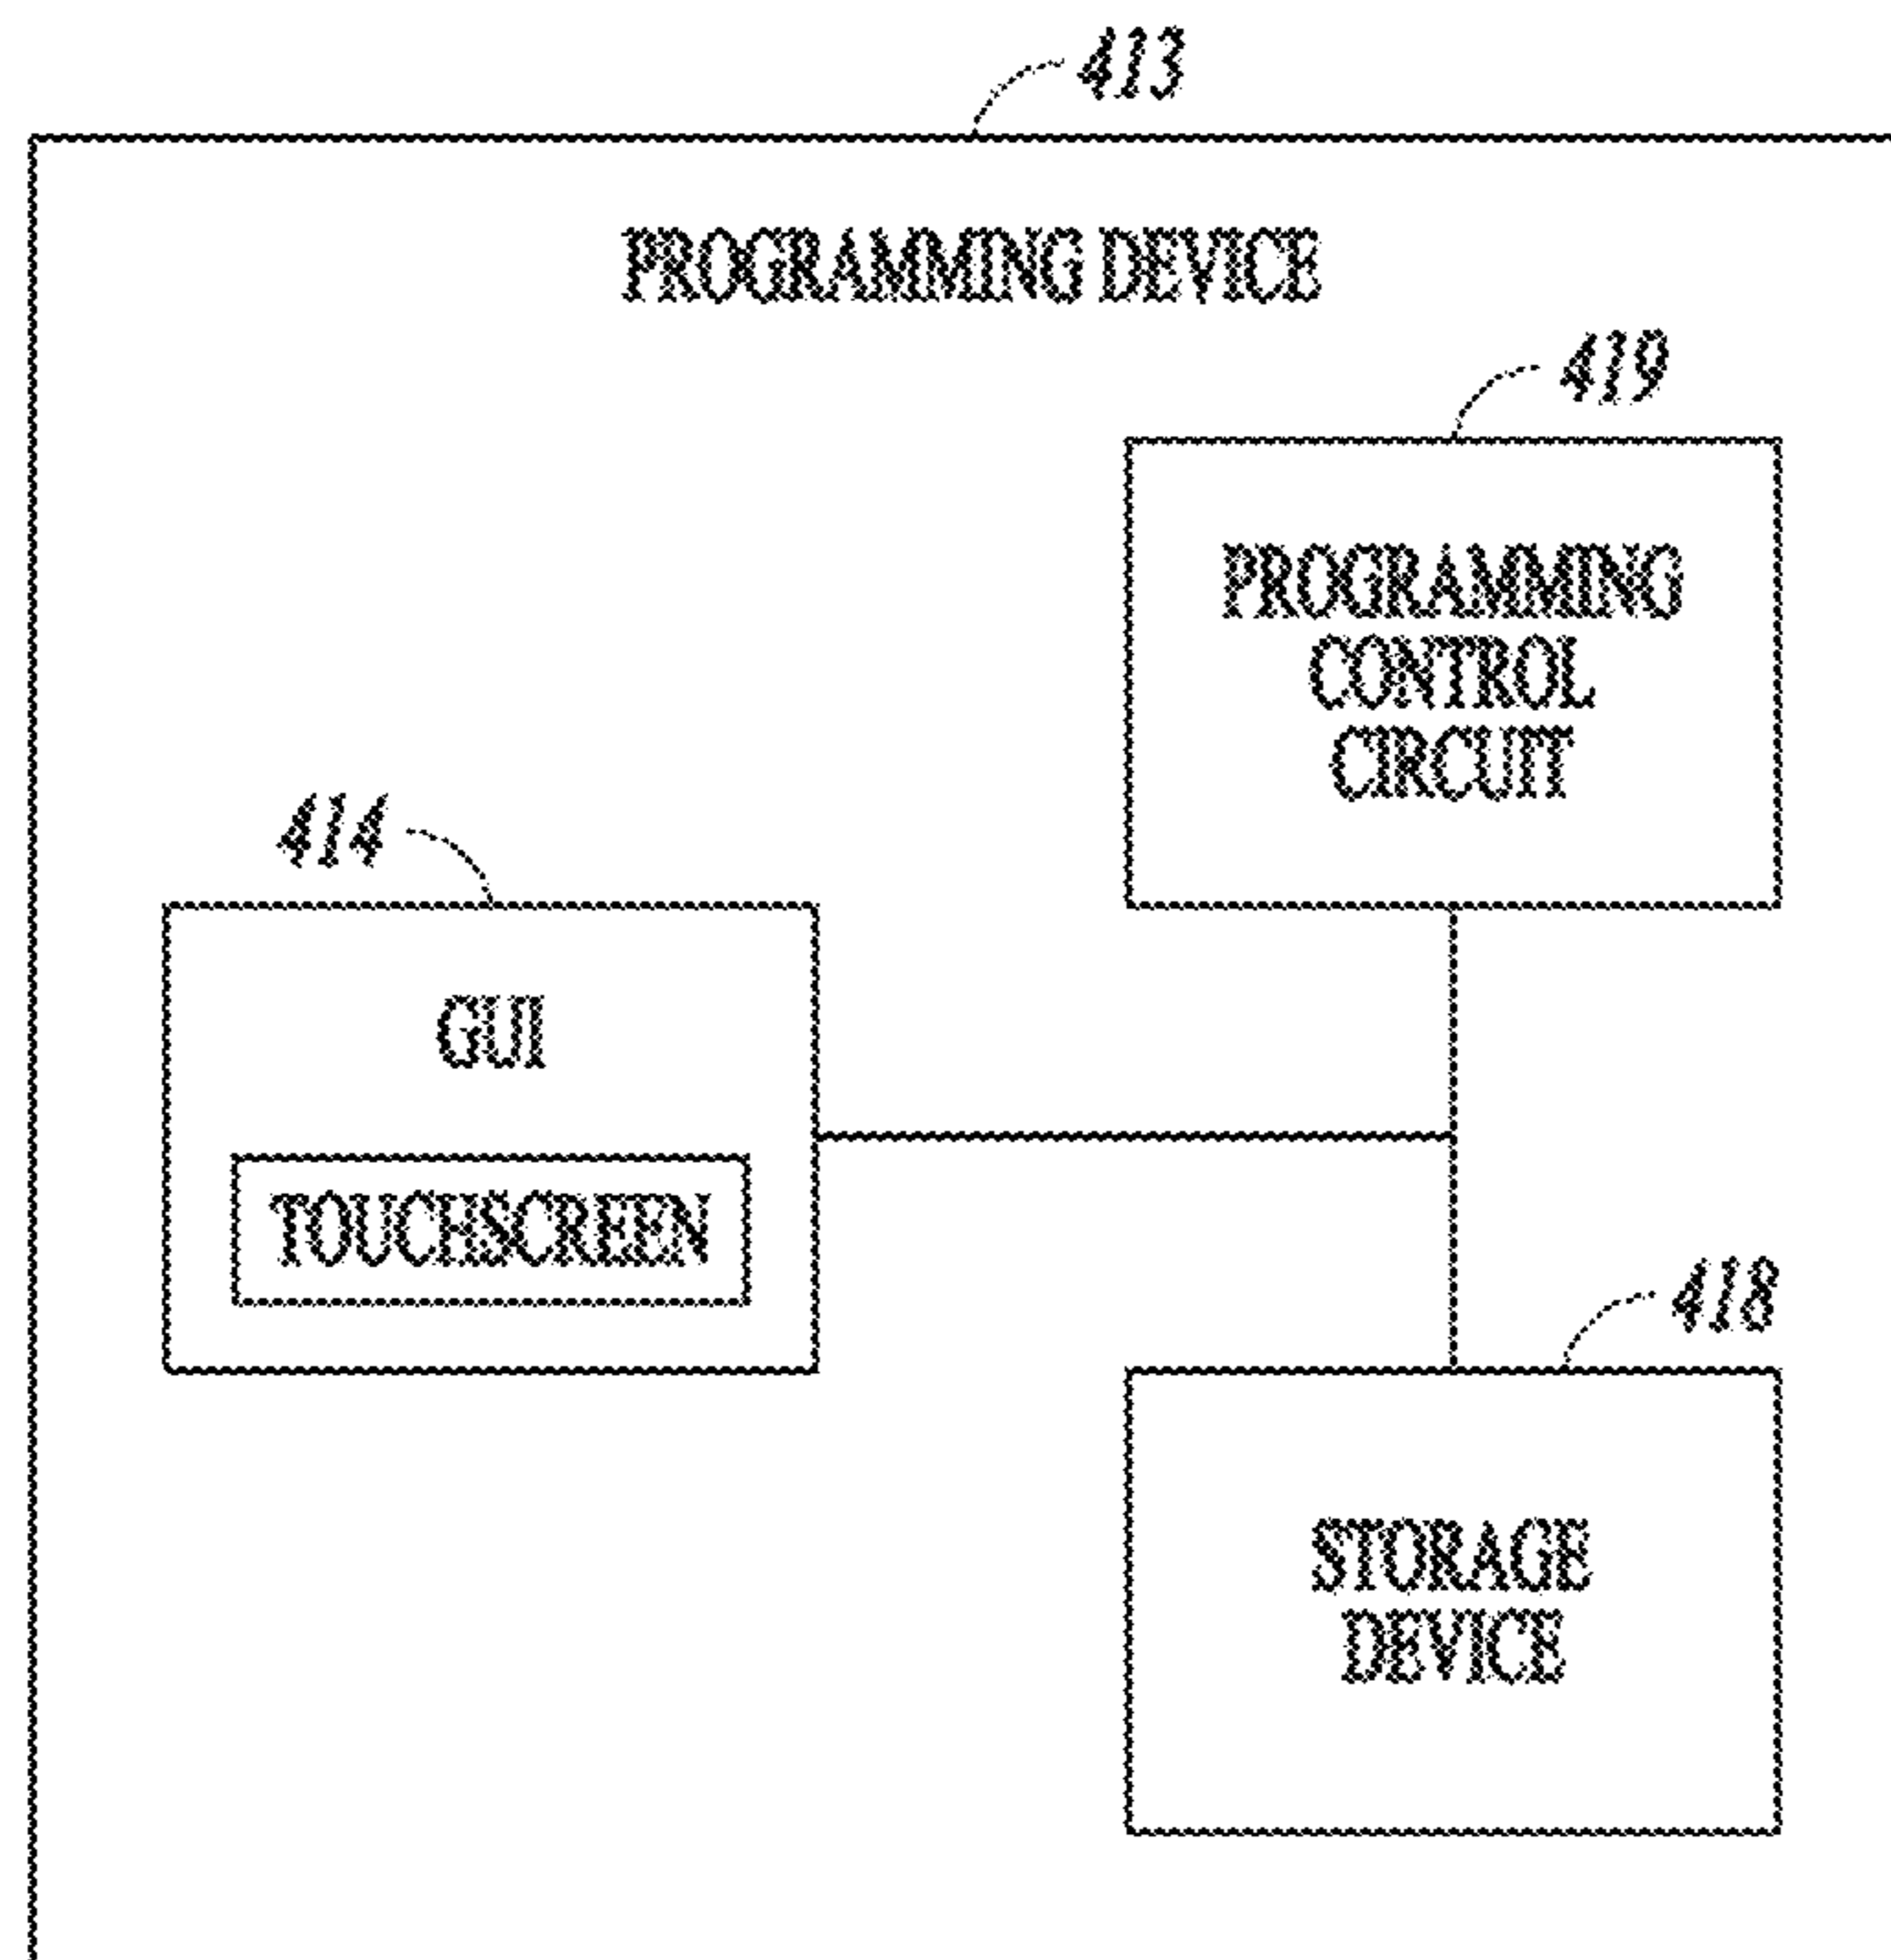 413
PROGRAMMING DEVICE
419
PROGRAMMING
CONTROL
CIRCUIT
414
GUI
TOUCHSCREEN
418
STORAGE
DEVICE